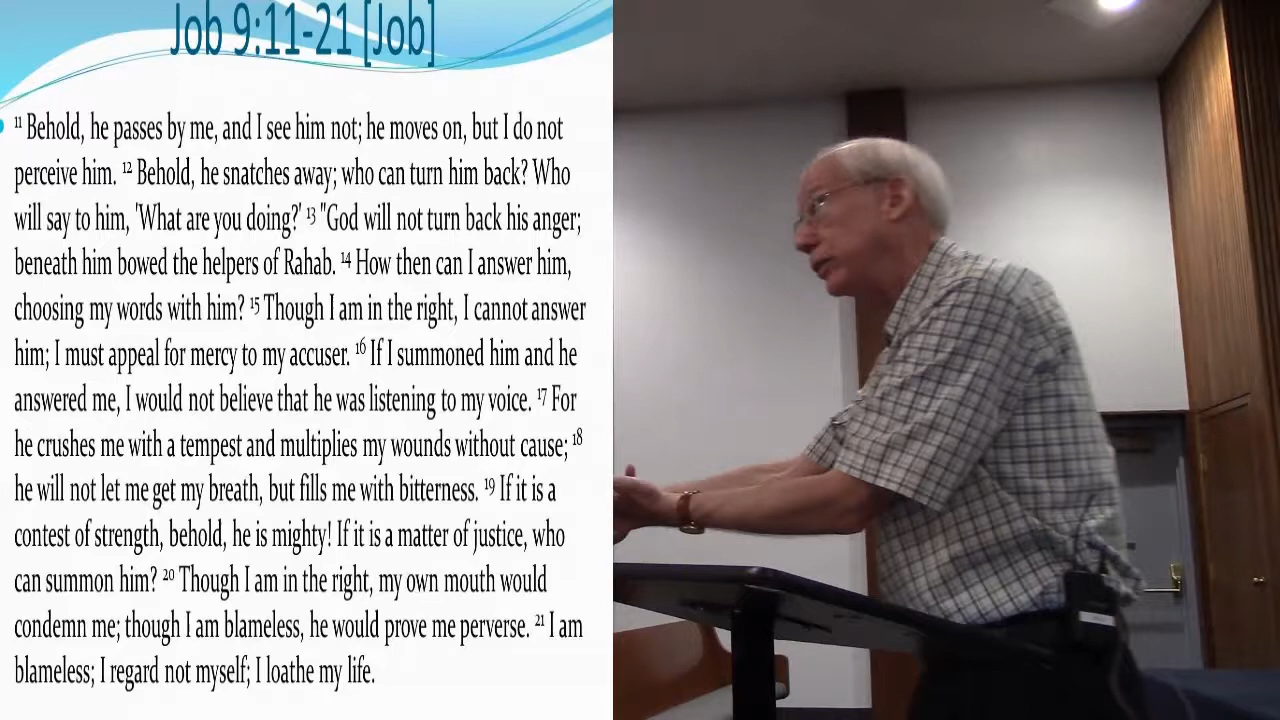 Job 9:11-21 [Job]
¹¹ Behold, he passes by me, and I see him not; he moves on, but I do not
perceive him. ¹² Behold, he snatches away; who can turn him back? Who
will say to him, 'What are you doing?' ¹³ "God will not turn back his anger;
beneath him bowed the helpers of Rahab. ¹⁴ How then can I answer him,
choosing my words with him? ¹⁵ Though I am in the right, I cannot answer
him; I must appeal for mercy to my accuser. ¹⁶ If I summoned him and he
answered me, I would not believe that he was listening to my voice. ¹⁷ For
he crushes me with a tempest and multiplies my wounds without cause; ¹⁸
he will not let me get my breath, but fills me with bitterness. ¹⁹ If it is a
contest of strength, behold, he is mighty! If it is a matter of justice, who
can summon him? ²⁰ Though I am in the right, my own mouth would
condemn me; though I am blameless, he would prove me perverse. ²¹ I am
blameless; I regard not myself; I loathe my life.